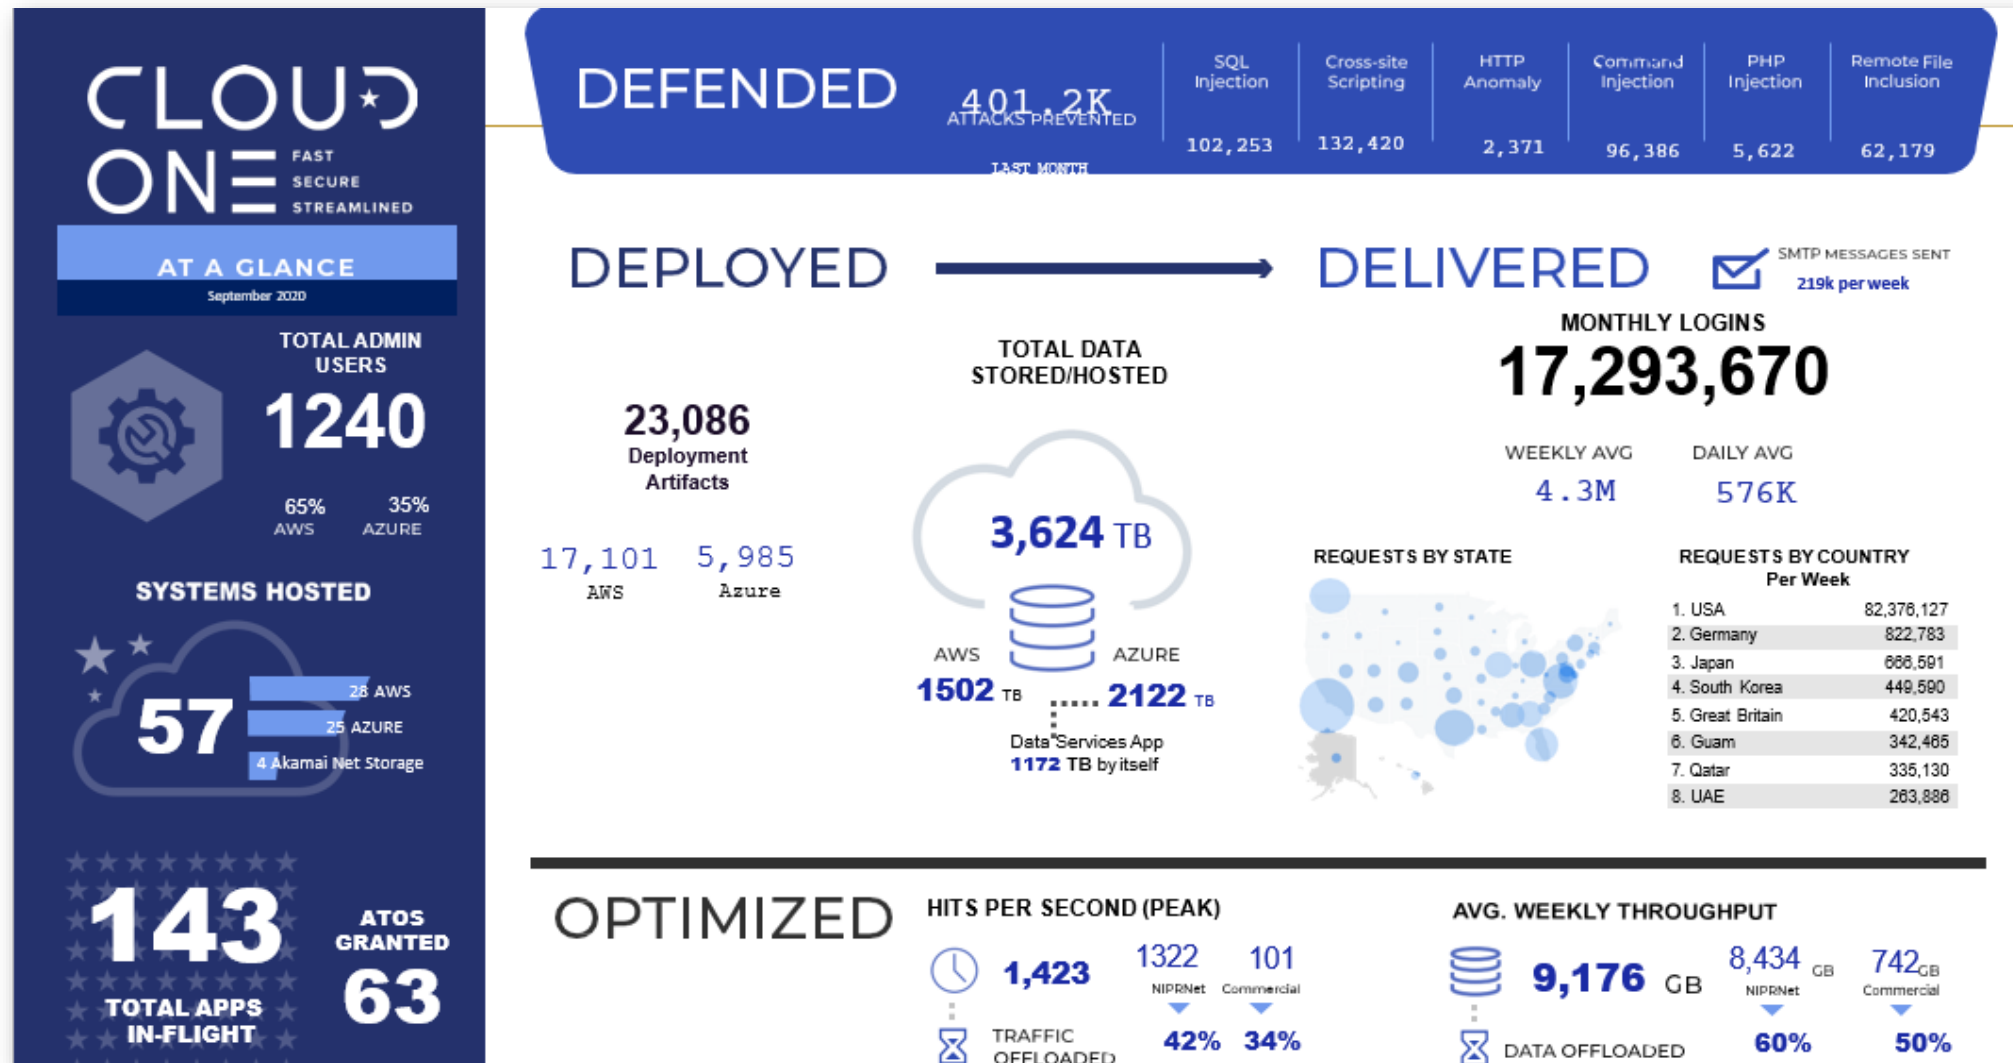 CLOUD
ONE
FAST
SECURE
STREAMLINED
AT A GLANCE
September 2020
TOTAL ADMIN
USERS
1240
65% 35%
AWS AZURE
SYSTEMS HOSTED
57
28 AWS
25 AZURE
4 Akamai Net Storage
143
TOTAL APPS
IN-FLIGHT
ATOS
GRANTED
63
DEFENDED
401.2K
ATTACKS PREVENTED
LAST MONTH
SQL
Injection
102,253
Cross-site
Scripting
132,420
HTTP
Anomaly
2,371
Command
Injection
96,386
PHP
Injection
5,622
Remote File
Inclusion
62,179
DEPLOYED
DELIVERED
SMTP MESSAGES SENT
219k per week
23,086
Deployment
Artifacts
17,101 5,985
AWS Azure
TOTAL DATA
STORED/HOSTED
3,624 TB
AWS AZURE
1502 TB 2122 TB
Data Services App
1172 TB by itself
MONTHLY LOGINS
17,293,670
WEEKLY AVG DAILY AVG
4.3M 576K
REQUESTS BY STATE
REQUESTS BY COUNTRY
Per Week
1. USA 82,376,127
2. Germany 822,783
3. Japan 666,591
4. South Korea 449,590
5. Great Britain 420,543
6. Guam 342,465
7. Qatar 335,130
8. UAE 263,886
OPTIMIZED
HITS PER SECOND (PEAK)
1,423
1322 101
NIPRNet Commercial
42% 34%
TRAFFIC
OFFLOADED
AVG. WEEKLY THROUGHPUT
9,176 GB
8,434 GB 742 GB
NIPRNet Commercial
60% 50%
DATA OFFLOADED